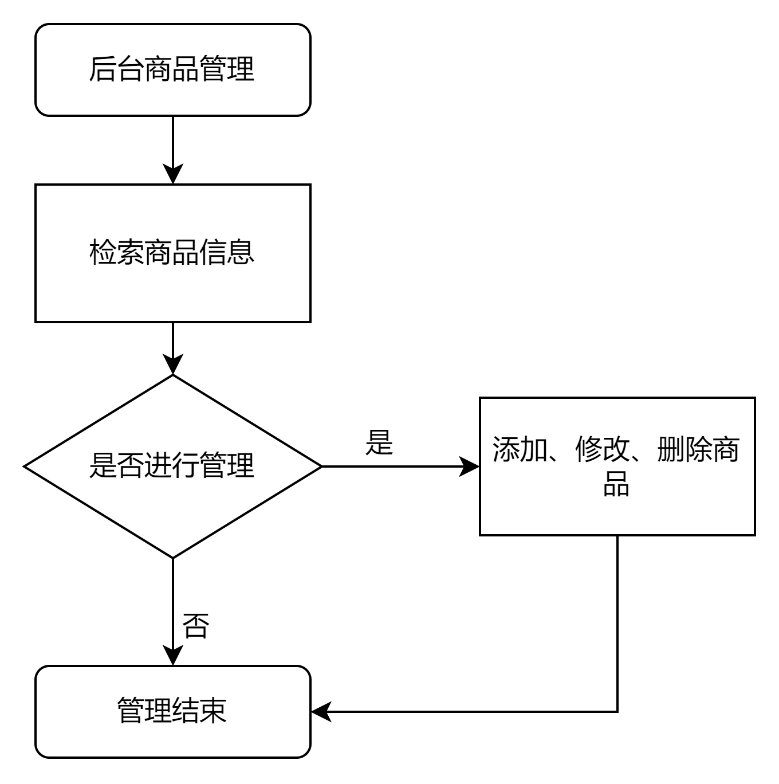 后台商品管理
检索商品信息
是否进行管理
是
添加、修改、删除商
品
否
管理结束